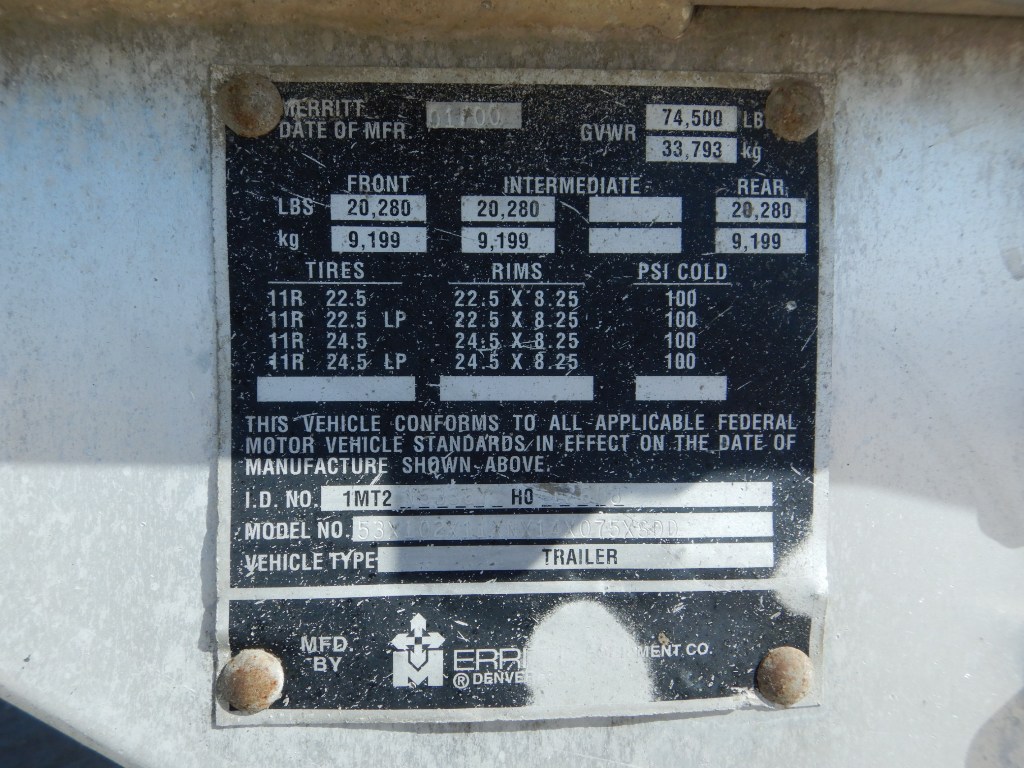 MERRITT
DATE OF MFR. 01/00 GVWR 74,500 LB
33,793 kg
FRONT INTERMEDIATE REAR
LBS 20,280 20,280 20,280
kg 9,199 9,199 9,199
TIRES RIMS PSI COLD
11R 22.5 22.5 X 8.25 100
11R 22.5 LP 22.5 X 8.25 100
11R 24.5 24.5 X 8.25 100
11R 24.5 LP 24.5 X 8.25 100
THIS VEHICLE CONFORMS TO ALL APPLICABLE FEDERAL
MOTOR VEHICLE STANDARDS IN EFFECT ON THE DATE OF
MANUFACTURE SHOWN ABOVE.
I.D. NO. 1MT2 H0
MODEL NO.
VEHICLE TYPE TRAILER
MFD.
BY
® CO.